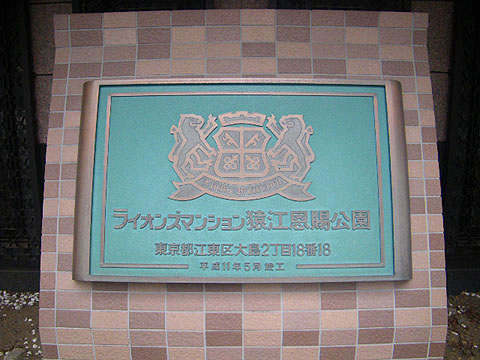 ライオンズマンション猿江恩賜公園
東京都江東区大島2丁目18番18
平成11年5月竣工